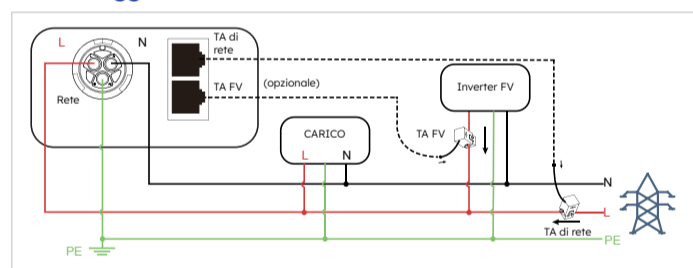 L
N
TA di
rete
Rete
TA FV
(opzionale)
Inverter FV
TA FV
CARICO
L
N
N
L
TA di rete
PE
PE